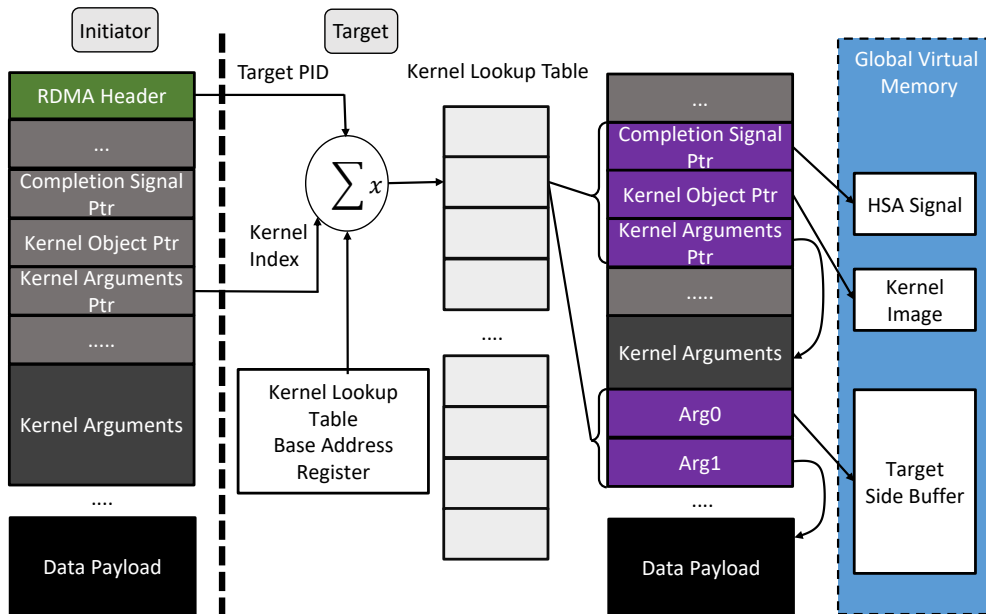 Initiator
RDMA Header
...
Completion Signal
Ptr
Kernel Object Ptr
Kernel Arguments
Ptr
.....
Kernel Arguments
....
Data Payload
Target
Target PID
∑ x
Kernel
Index
Kernel Lookup
Table
Base Address
Register
Kernel Lookup Table
....
...
Completion Signal
Ptr
Kernel Object Ptr
Kernel Arguments
Ptr
.....
Kernel Arguments
Arg0
Arg1
....
Data Payload
Global Virtual
Memory
HSA Signal
Kernel
Image
Target
Side Buffer